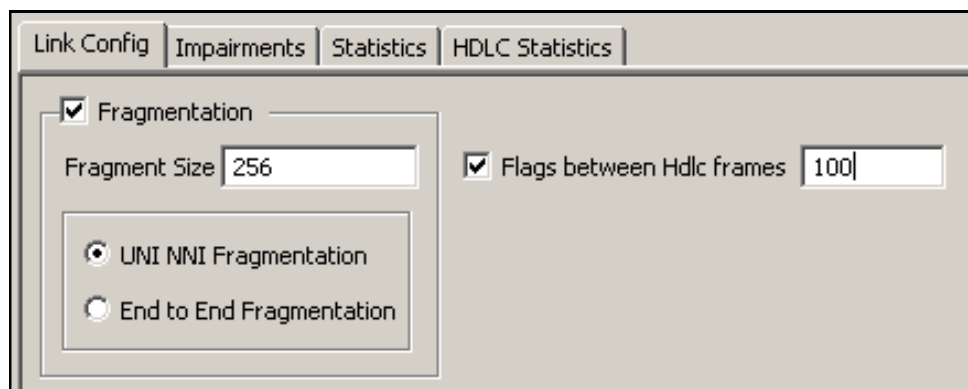 Link Config Impairments Statistics HDLC Statistics
Fragmentation
Fragment Size 256
Flags between Hdlc frames 100
UNI NNI Fragmentation
End to End Fragmentation